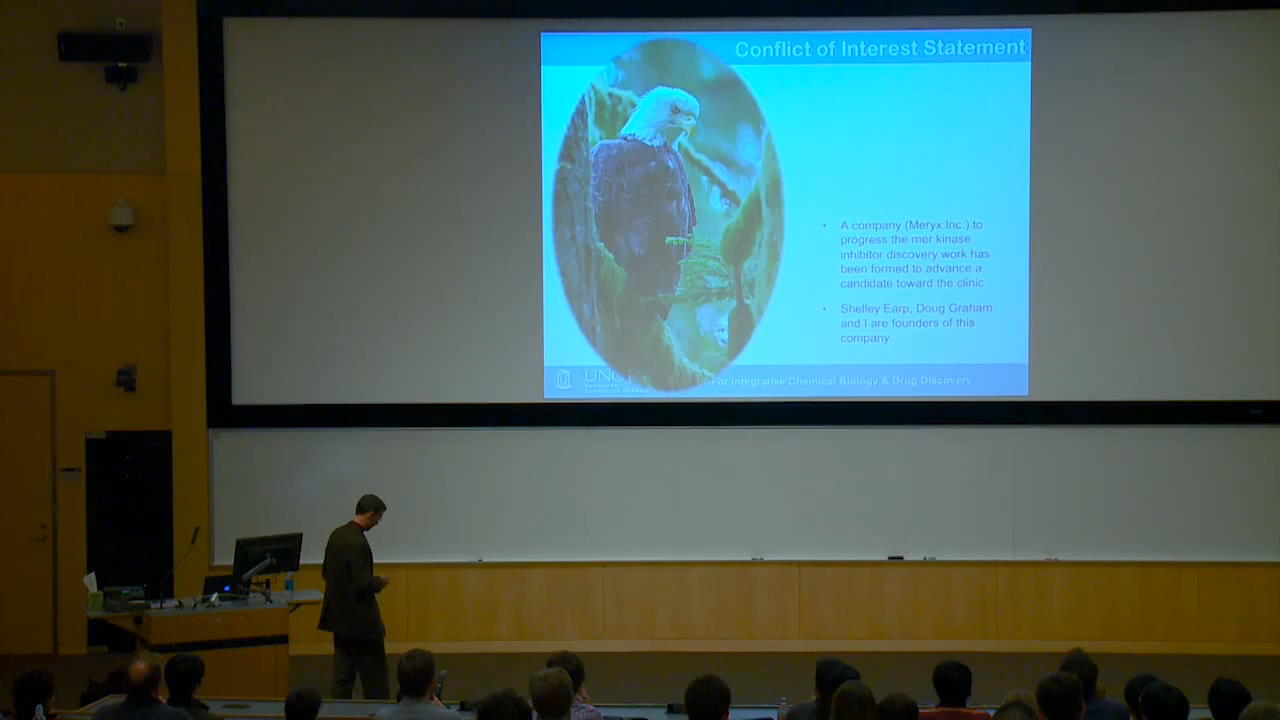 Conflict of Interest Statement
• A company (Meryx Inc.) to
progress the mer kinase
inhibitor discovery work has
been formed to advance a
candidate toward the clinic.
• Shelley Earp, Doug Graham
and I are founders of this
company.
UNC
For Integrative Chemical Biology & Drug Discovery